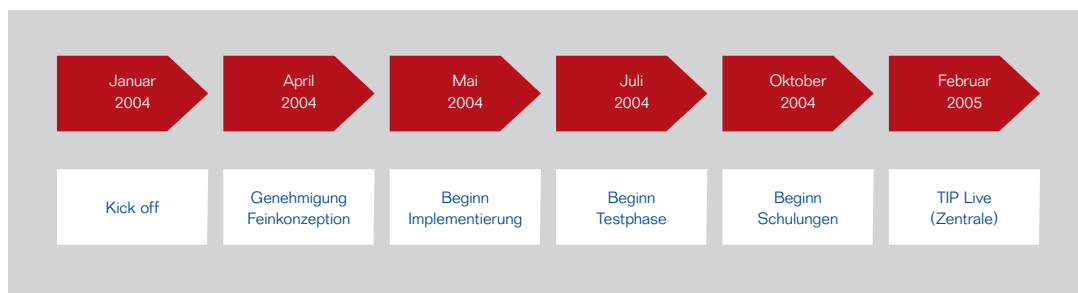 Januar
2004
April
2004
Mai
2004
Juli
2004
Oktober
2004
Februar
2005
Kick off
Genehmigung
Feinkonzeption
Beginn
Implementierung
Beginn
Testphase
Beginn
Schulungen
TIP Live
(Zentrale)